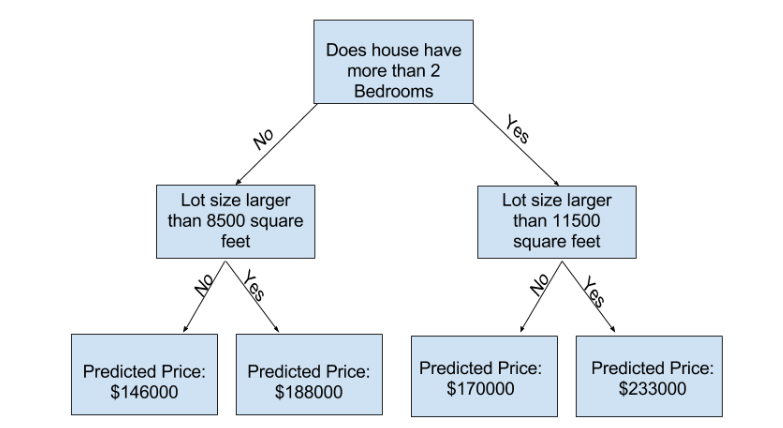 Does house have
more than 2
Bedrooms
No
Yes
Lot size larger
than 8500 square
feet
Lot size larger
than 11500
square feet
No
Yes
No
Yes
Predicted Price:
$146000
Predicted Price:
$188000
Predicted Price:
$170000
Predicted Price:
$233000